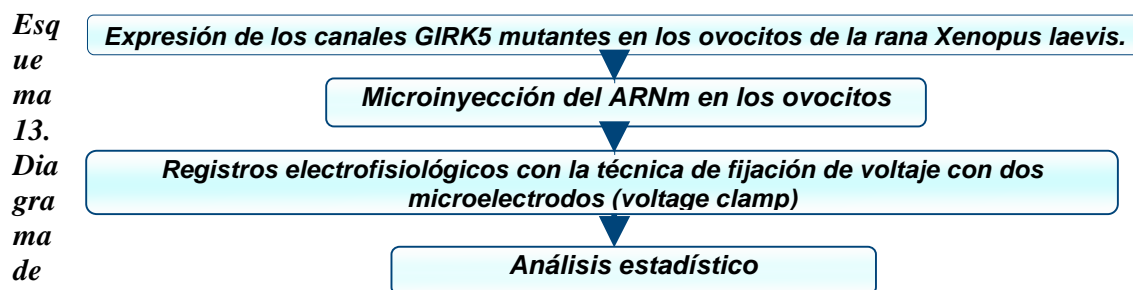 Esq
ue
ma
13.
Dia
gra
ma
de
Expresión de los canales GIRK5 mutantes en los ovocitos de la rana Xenopus laevis.
Microinyección del ARNm en los ovocitos
Registros electrofisiológicos con la técnica de fijación de voltaje con dos
microelectrodos (voltage clamp)
Análisis estadístico